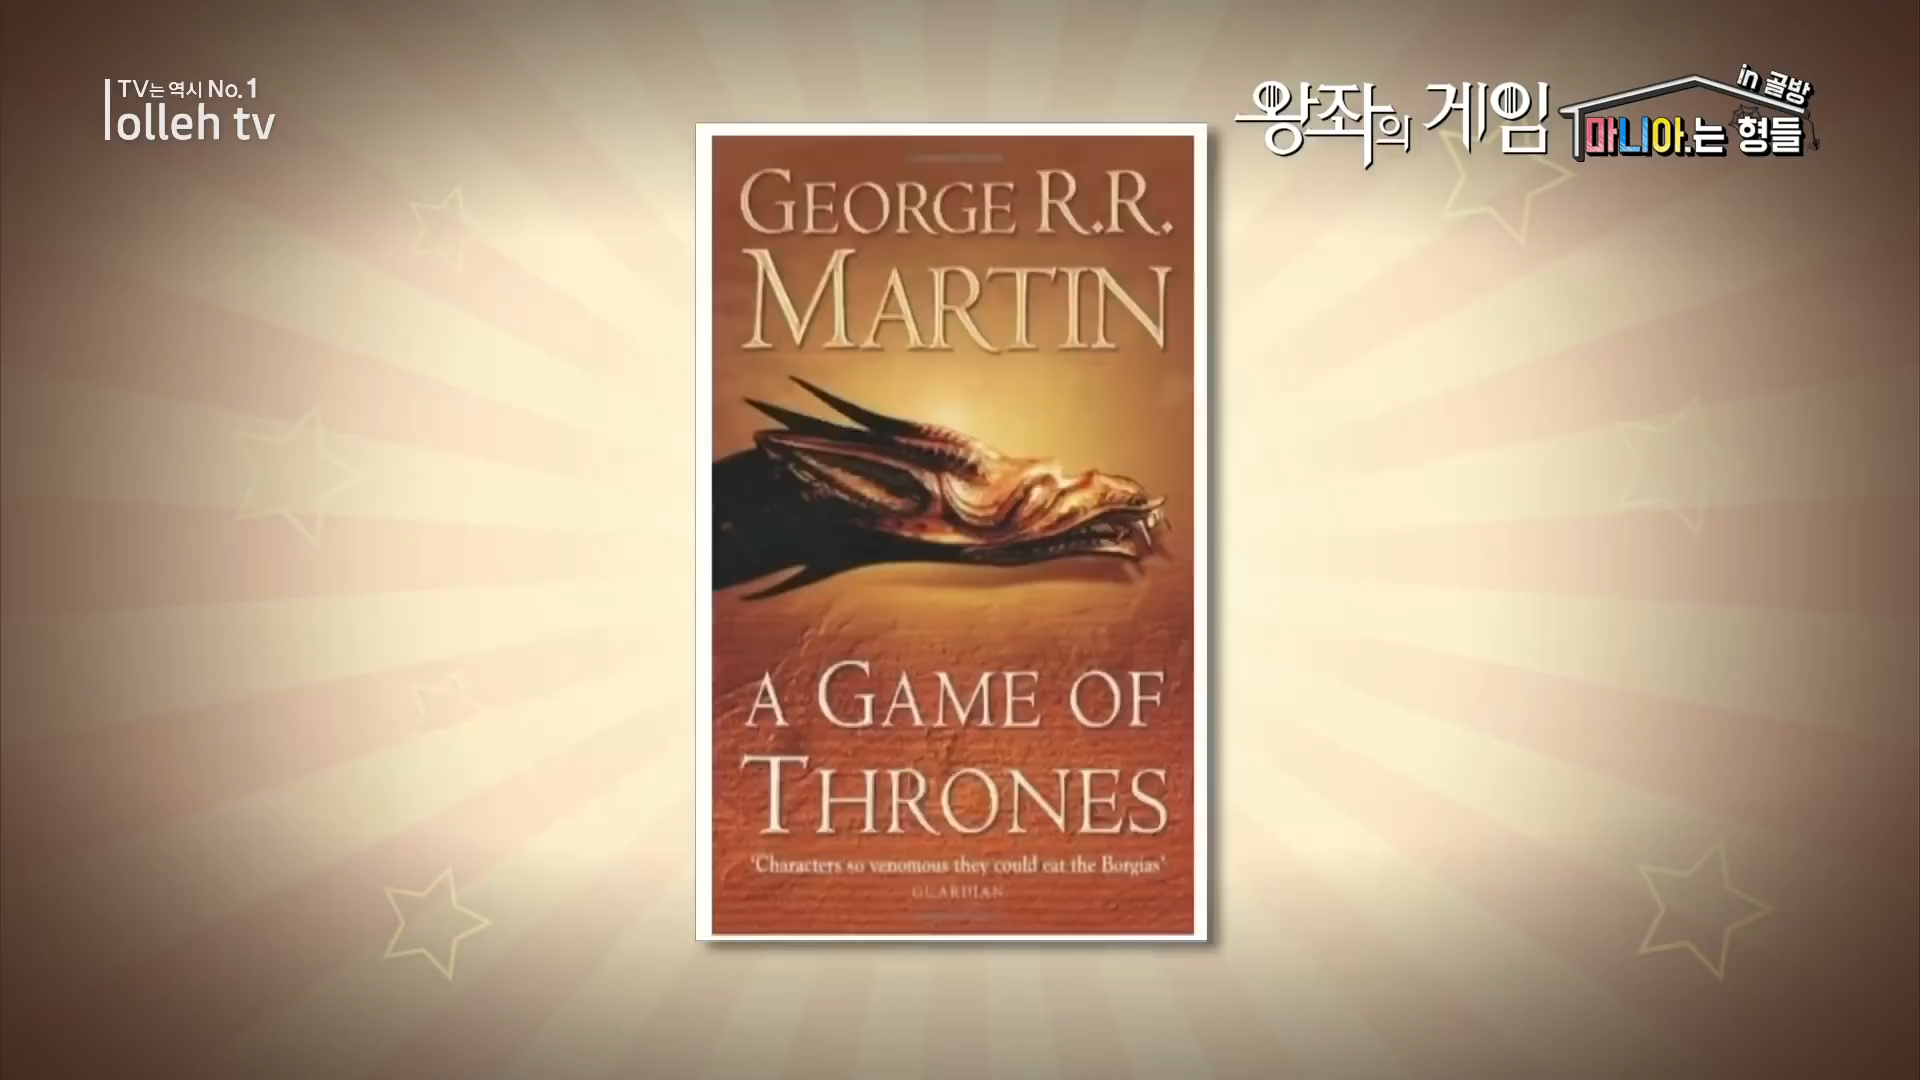 TV는 역시 No.1
olleh tv
왕좌의 게임
in 골방
마니아.는 형들
GEORGE R.R.
MARTIN
A GAME OF
THRONES
'Characters so venomous they could eat the Borgias'
GUARDIAN